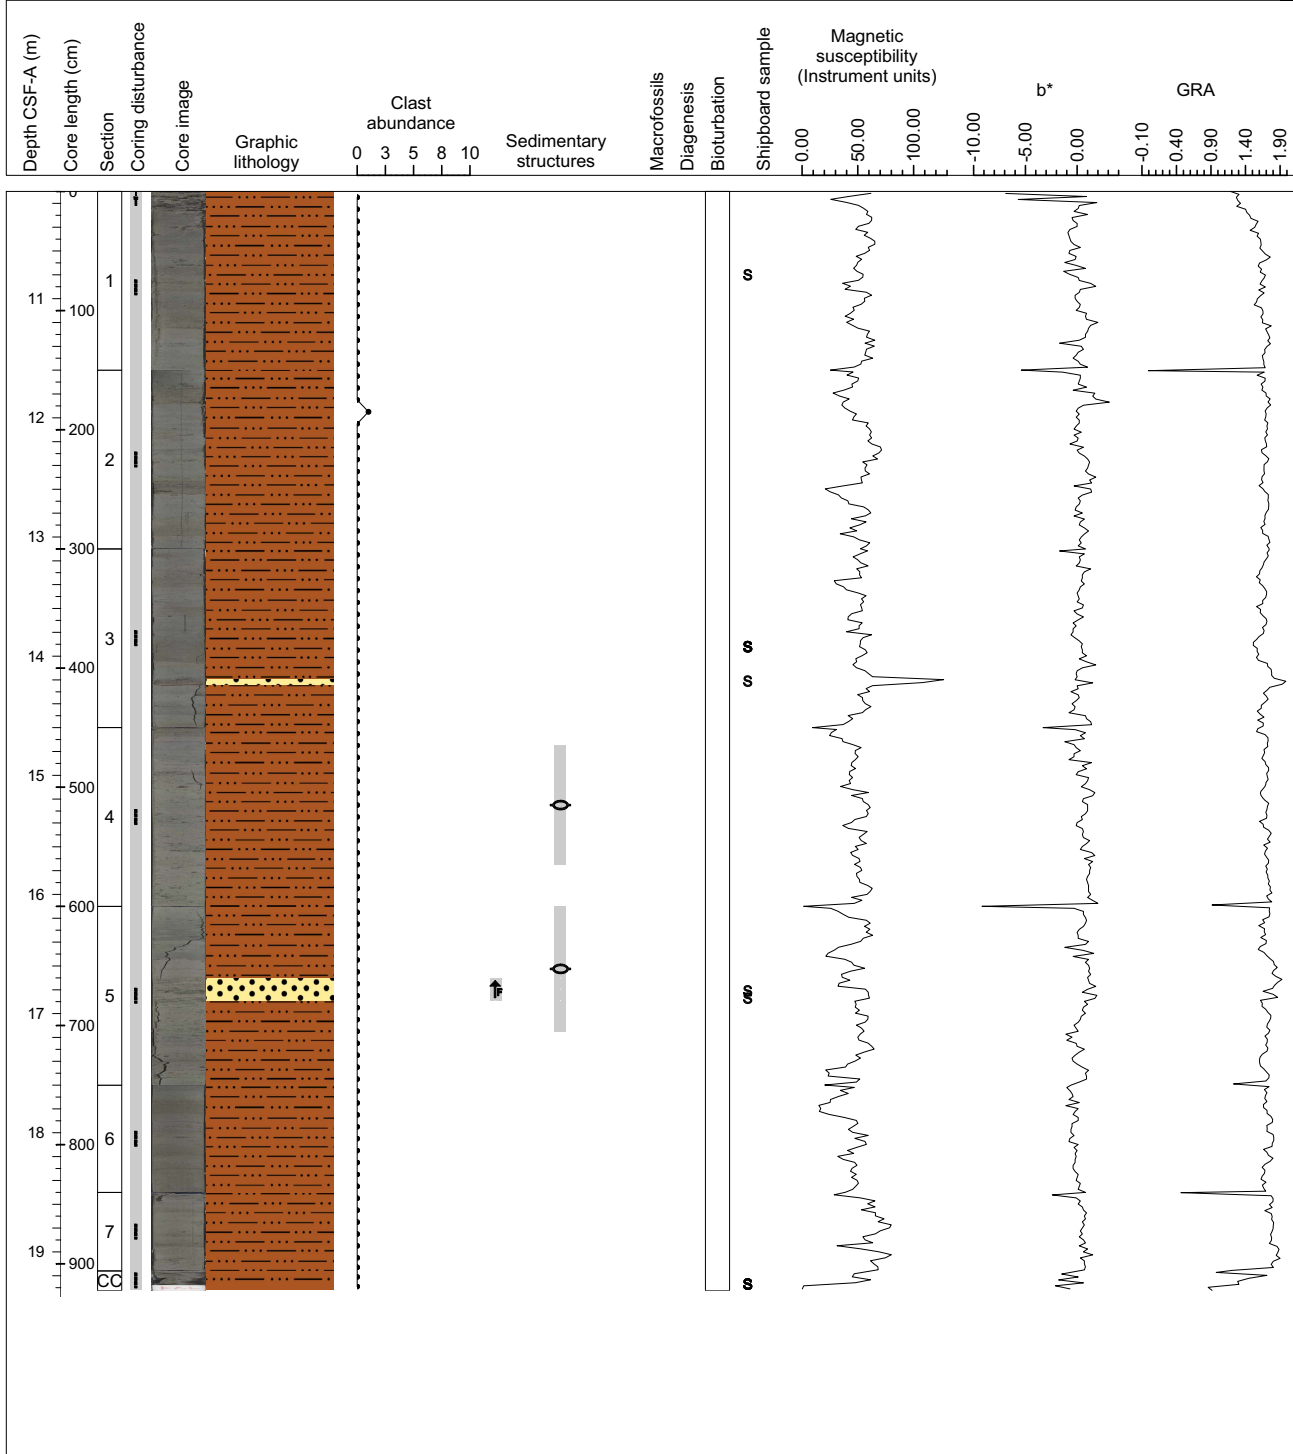 Depth CSF-A (m)
Core length (cm)
Section
Coring disturbance
Core image
Graphic
lithology
Clast
abundance
0 3 5 8 10
Sedimentary
structures
Macrofossils
Diagenesis
Bioturbation
Shipboard sample
Magnetic
susceptibility
(Instrument units)
0.00 50.00 100.00
b*
-10.00 -5.00 0.00
GRA
-0.10 0.40 0.90 1.40 1.90
0
1
S
11
100
12
200
2
13
300
3
S
14
400
S
15
500
4
16
600
5
S
S
17
700
18
800
6
7
19
900
CC
S